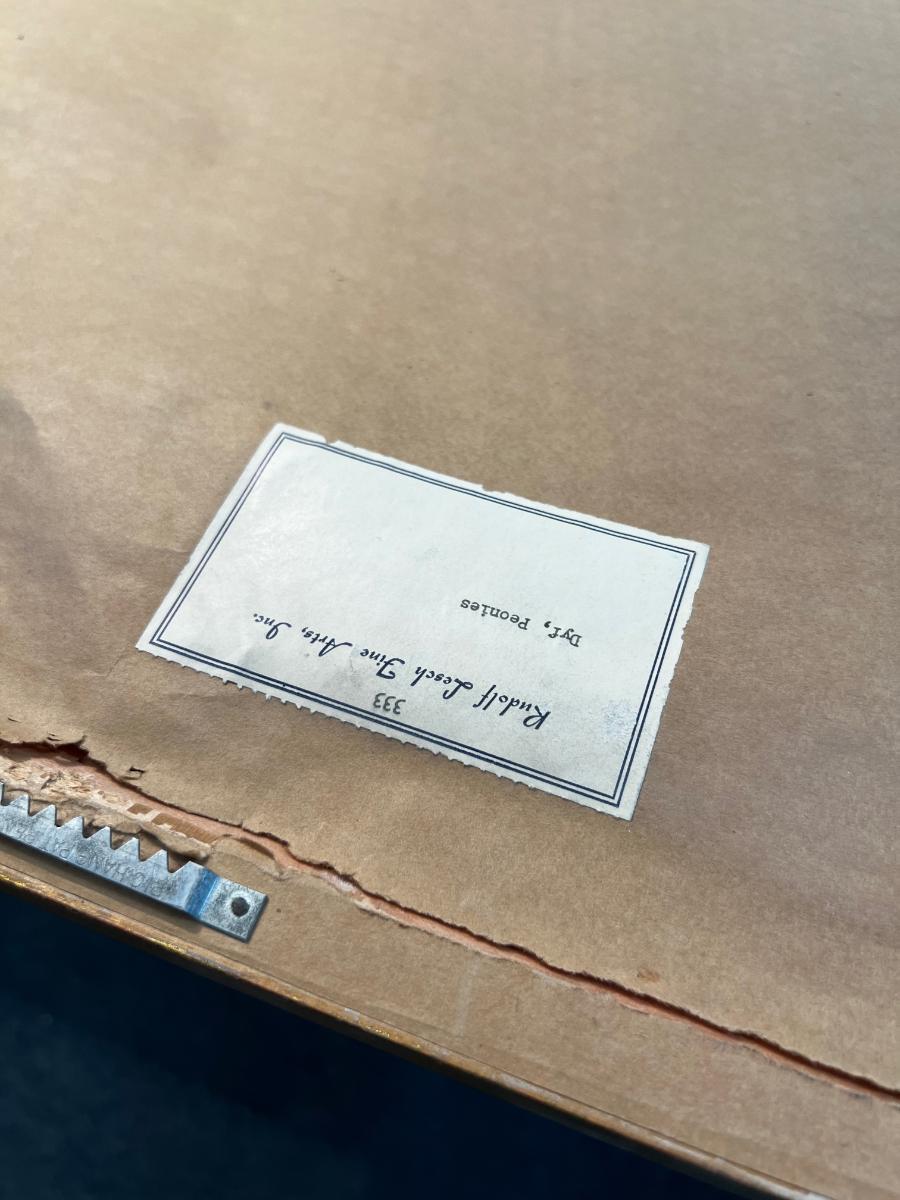 333
Rudolf Lesch Fine Arts, Inc.
Dyf, Peonies